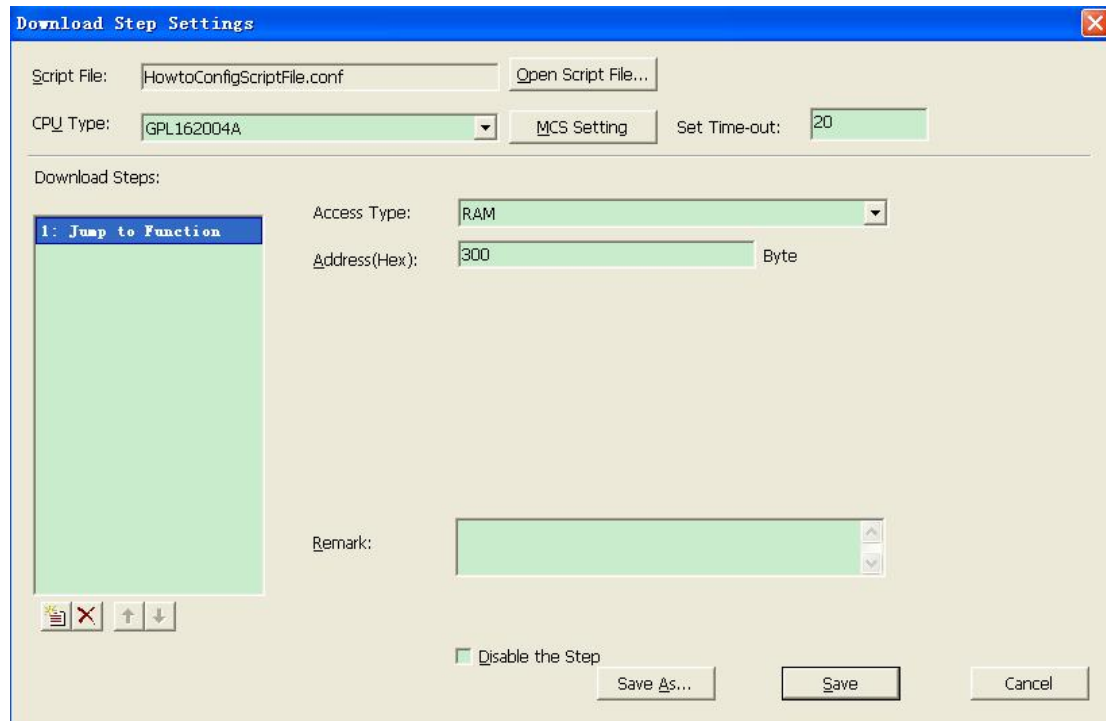 Download Step Settings
Script File: HowtoConfigScriptFile.conf Open Script File...
CPU Type: GPL162004A MCS Setting Set Time-out: 20
Download Steps:
1: Jump to Function
Access Type: RAM
Address(Hex): 300 Byte
Remark:
Disable the Step
Save As... Save Cancel